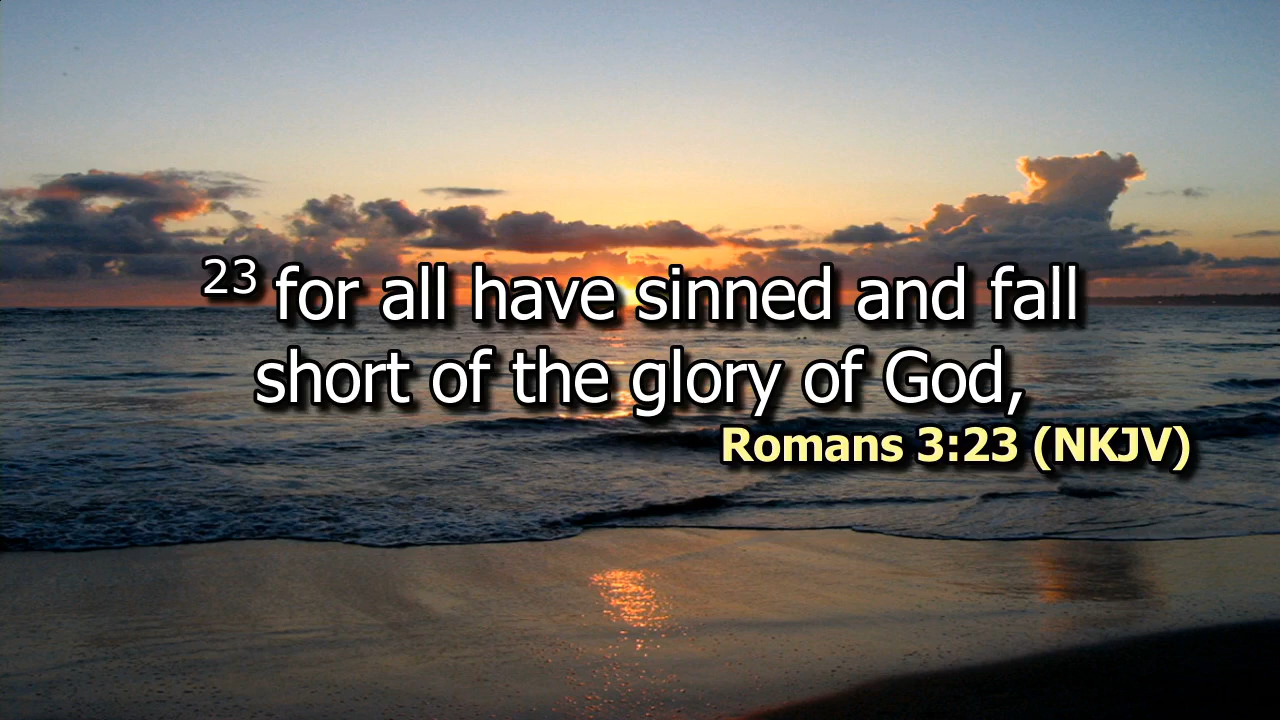 23 for all have sinned and fall
short of the glory of God,
Romans 3:23 (NKJV)